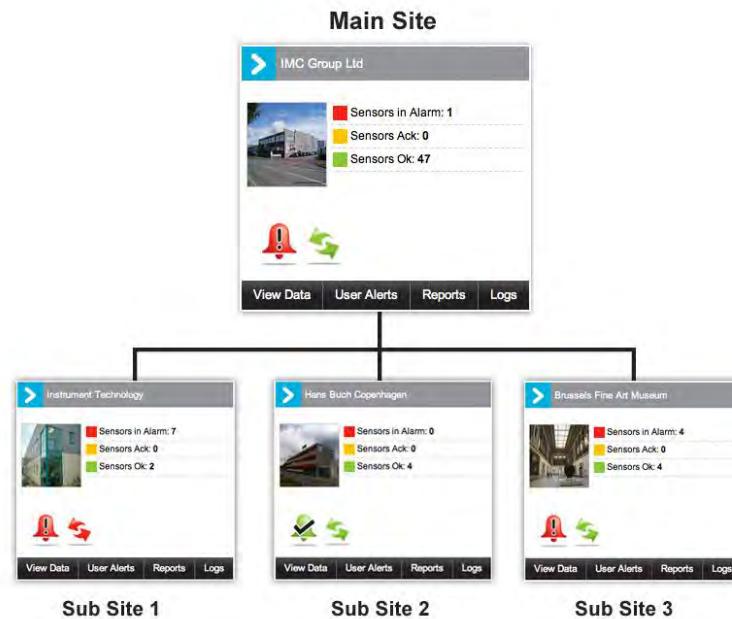 Main Site
IMC Group Ltd
Sensors in Alarm: 1
Sensors Ack: 0
Sensors Ok: 47
View Data User Alerts Reports Logs
Instrument Technology
Sensors in Alarm: 7
Sensors Ack: 0
Sensors Ok: 2
View Data User Alerts Reports Logs
Sub Site 1
Hans Buch Copenhagen
Sensors in Alarm: 0
Sensors Ack: 0
Sensors Ok: 4
View Data User Alerts Reports Logs
Sub Site 2
Brussels Fine Art Museum
Sensors in Alarm: 4
Sensors Ack: 0
Sensors Ok: 4
View Data User Alerts Reports Logs
Sub Site 3